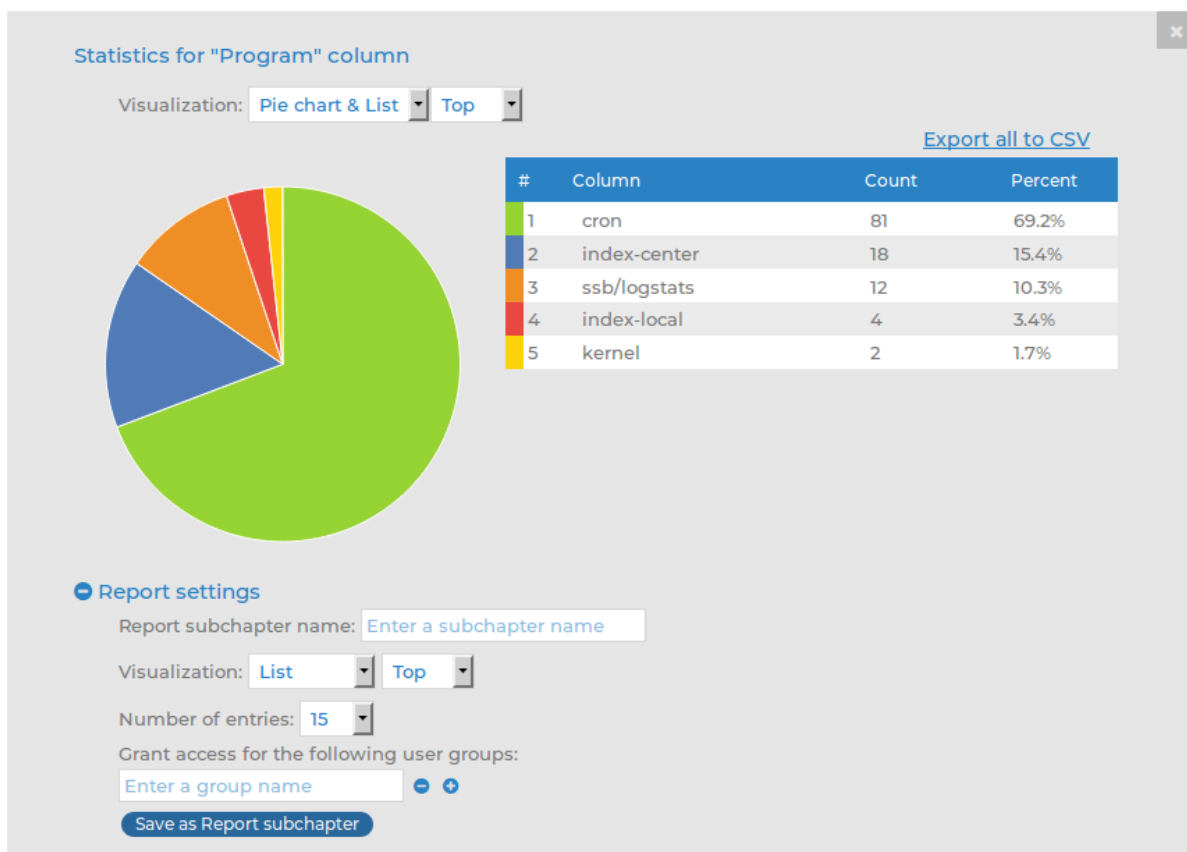 Statistics for "Program" column
Visualization: Pie chart & List Top
Export all to CSV
# Column Count Percent
1 cron 81 69.2%
2 index-center 18 15.4%
3 ssb/logstats 12 10.3%
4 index-local 4 3.4%
5 kernel 2 1.7%
Report settings
Report subchapter name: Enter a subchapter name
Visualization: List Top
Number of entries: 15
Grant access for the following user groups:
Enter a group name
Save as Report subchapter